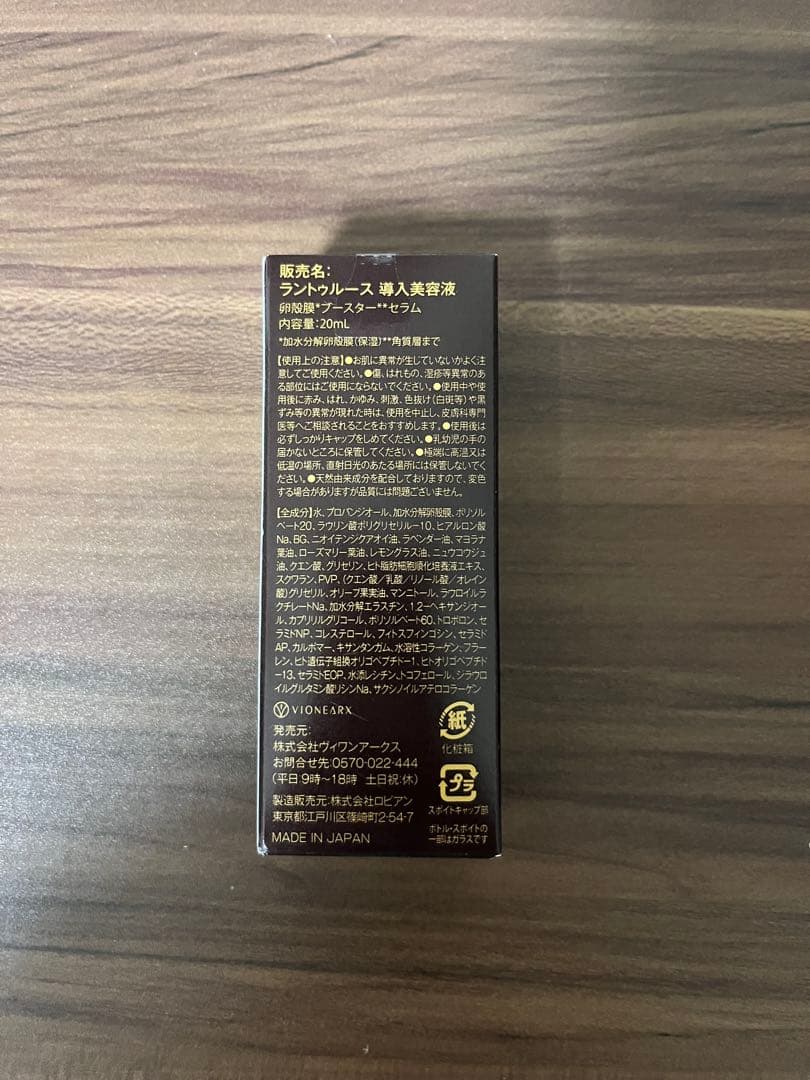 販売名:
ラントゥルース 導入美容液
卵殻膜*ブースター**セラム
内容量:20mL
*加水分解卵殻膜(保湿)**角質層まで
【使用上の注意】●お肌に異常が生じていないかよく注
意してご使用ください。●傷、はれもの、湿疹等異常のあ
る部位にはご使用にならないでください。●使用中や使
用後に赤み、はれ、かゆみ、刺激、色抜け(白斑等)や黒
ずみ等の異常が現れた時は、使用を中止し、皮膚科専門
医等へご相談されることをおすすめします。●使用後は
必ずしっかりキャップをしめてください。●乳幼児の手の
届かないところに保管してください。●極端に高温又は
低温の場所、直射日光のあたる場所には保管しないでく
ださい。●天然由来成分を配合しておりますので、変色
する場合がありますが品質には問題ございません。
【全成分】水、プロパンジオール、加水分解卵殻膜、ポリソル
ベート20、ラウリン酸ポリグリセリル-10、ヒアルロン酸
Na、BG、ニオイテンジクアオイ油、ラベンダー油、マヨラナ
葉油、ローズマリー葉油、レモングラス油、ニュウコウジュ
油、クエン酸、グリセリン、ヒト脂肪細胞順化培養液エキス、
スクワラン、PVP、(クエン酸/乳酸/リノール酸/オレイン
酸)グリセリル、オリーブ果実油、マンニトール、ラウロイルラ
クチレートNa、加水分解エラスチン、1,2-ヘキサンジオー
ル、カプリリルグリコール、ポリソルベート60、トロポロン、セ
ラミドNP、コレステロール、フィトスフィンゴシン、セラミド
AP、カルボマー、キサンタンガム、水溶性コラーゲン、フラー
レン、ヒト遺伝子組換オリゴペプチド-1、ヒトオリゴペプチド
-13、セラミドEOP、水添レシチン、トコフェロール、ジラウロ
イルグルタミン酸リシンNa、サクシノイルアテロコラーゲン
VIONEARX
発売元:
株式会社ヴィワンアークス
お問合せ先:0570-022-444
(平日:9時〜18時 土日祝:休)
製造販売元:株式会社ロビアン
東京都江戸川区篠崎町2-54-7
MADE IN JAPAN
紙
化粧箱
プラ
スポイトキャップ部
ボトル・スポイトの
一部はガラスです